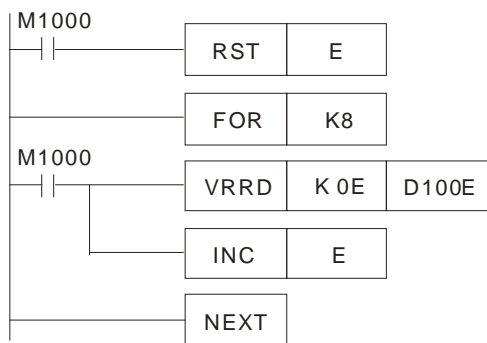 M1000
RST E
FOR K8
M1000
VRRD K 0E D100E
INC E
NEXT